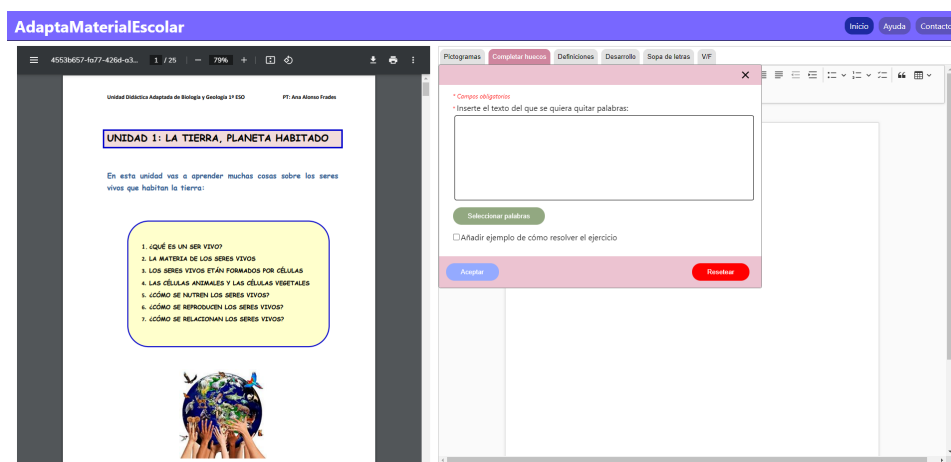 AdaptaMaterialEscolar
Inicio Ayuda Contacto
4553b657-fa77-426d-a3... 1 / 25 79%
Unidad Didáctica Adaptada de Biología y Geología 1º ESO PT: Ana Alonso Frades
UNIDAD 1: LA TIERRA, PLANETA HABITADO
En esta unidad vas a aprender muchas cosas sobre los seres
vivos que habitan la tierra:
1. ¿QUÉ ES UN SER VIVO?
2. LA MATERIA DE LOS SERES VIVOS
3. LOS SERES VIVOS ETÁN FORMADOS POR CÉLULAS
4. LAS CÉLULAS ANIMALES Y LAS CÉLULAS VEGETALES
5. ¿CÓMO SE NUTREN LOS SERES VIVOS?
6. ¿CÓMO SE REPRODUCEN LOS SERES VIVOS?
7. ¿CÓMO SE RELACIONAN LOS SERES VIVOS?
Pictogramas Completar huecos Definiciones Desarrollo Sopa de letras V/F
* Campos obligatorios
* Inserte el texto del que se quiera quitar palabras:
Seleccionar palabras
Añadir ejemplo de cómo resolver el ejercicio
Aceptar Resetear